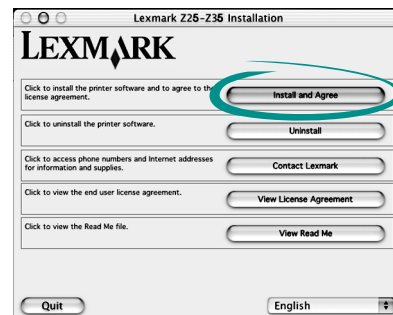 Lexmark Z25-Z35 Installation
LEXMARK
Click to install the printer software and to agree to the
license agreement.
Install and Agree
Click to uninstall the printer software.
Uninstall
Click to access phone numbers and Internet addresses
for information and supplies.
Contact Lexmark
Click to view the end user license agreement.
View License Agreement
Click to view the Read Me file.
View Read Me
Quit
English